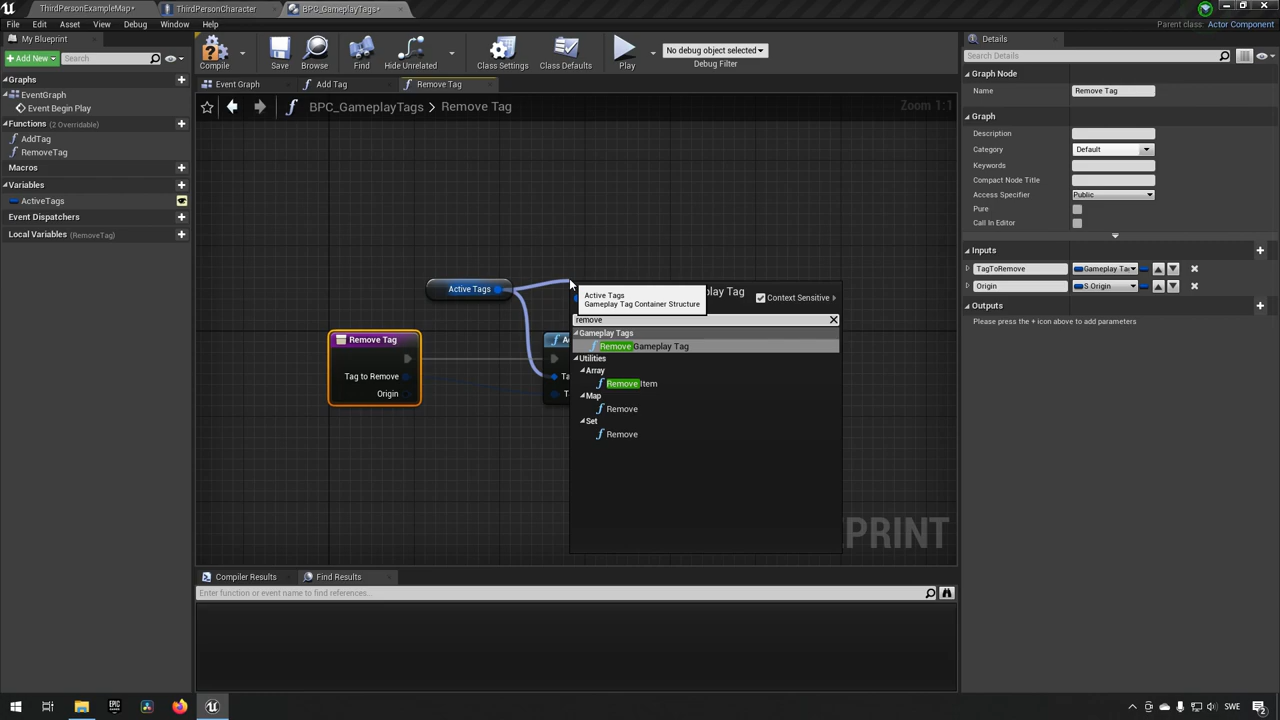 ThirdPersonExampleMap*
ThirdPersonCharacter
BPC_GameplayTags*
File Edit Asset View Debug Window Help
Parent class: Actor Component
My Blueprint
Details
+ Add New
Search
Compile
Save
Browse
Find
Hide Unrelated
Class Settings
Class Defaults
Play
No debug object selected
Debug Filter
Search Details
Graphs
EventGraph
Event Begin Play
Functions (2 Overridable)
AddTag
RemoveTag
Macros
Variables
ActiveTags
Event Dispatchers
Local Variables (RemoveTag)
Event Graph
Add Tag
Remove Tag
BPC_GameplayTags > Remove Tag
Zoom 1:1
Active Tags
Remove Tag
Tag to Remove
Origin
Active Tags
Gameplay Tag Container Structure
play Tag
Context Sensitive
remove
Gameplay Tags
Remove Gameplay Tag
Utilities
Array
Remove Item
Map
Remove
Set
Remove
PRINT
Graph Node
Name Remove Tag
Graph
Description
Category Default
Keywords
Compact Node Title
Access Specifier Public
Pure
Call In Editor
Inputs
TagToRemove Gameplay Tag
Origin S Origin
Outputs
Please press the + icon above to add parameters
Compiler Results
Find Results
Enter function or event name to find references...
SWE